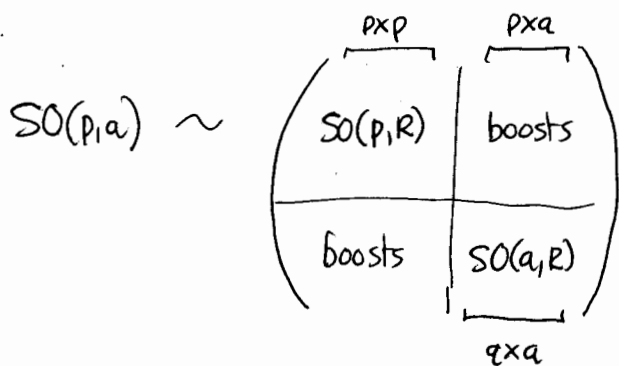 p×p p×q
SO(p,q) ~ SO(p,R) boosts
boosts SO(q,R)
q×q